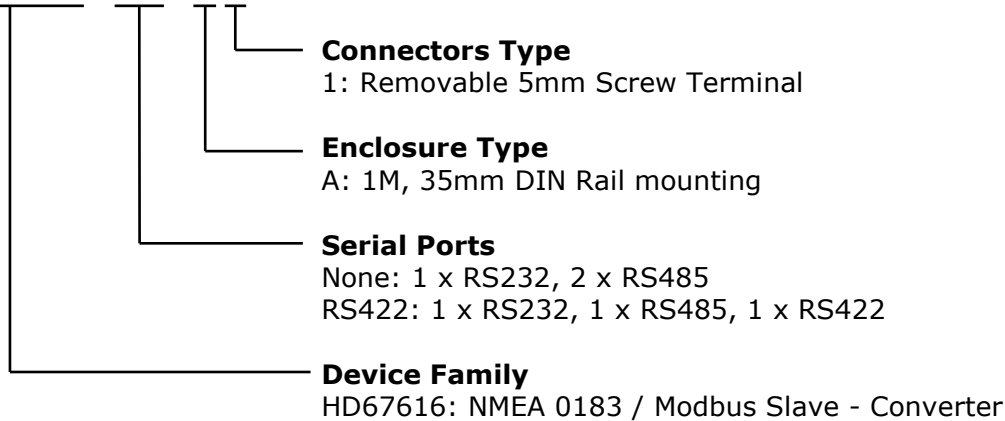 Connectors Type
1: Removable 5mm Screw Terminal
Enclosure Type
A: 1M, 35mm DIN Rail mounting
Serial Ports
None: 1 x RS232, 2 x RS485
RS422: 1 x RS232, 1 x RS485, 1 x RS422
Device Family
HD67616: NMEA 0183 / Modbus Slave - Converter